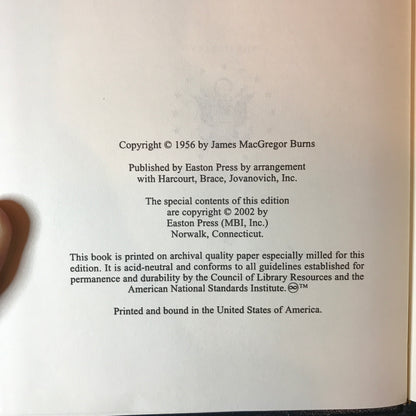 Copyright © 1956 by James MacGregor Burns
Published by Easton Press by arrangement
with Harcourt, Brace, Jovanovich, Inc.
The special contents of this edition
are copyright © 2002 by
Easton Press (MBI, Inc.)
Norwalk, Connecticut.
This book is printed on archival quality paper especially milled for this
edition. It is acid-neutral and conforms to all guidelines established for
permanence and durability by the Council of Library Resources and the
American National Standards Institute. ♾™
Printed and bound in the United States of America.